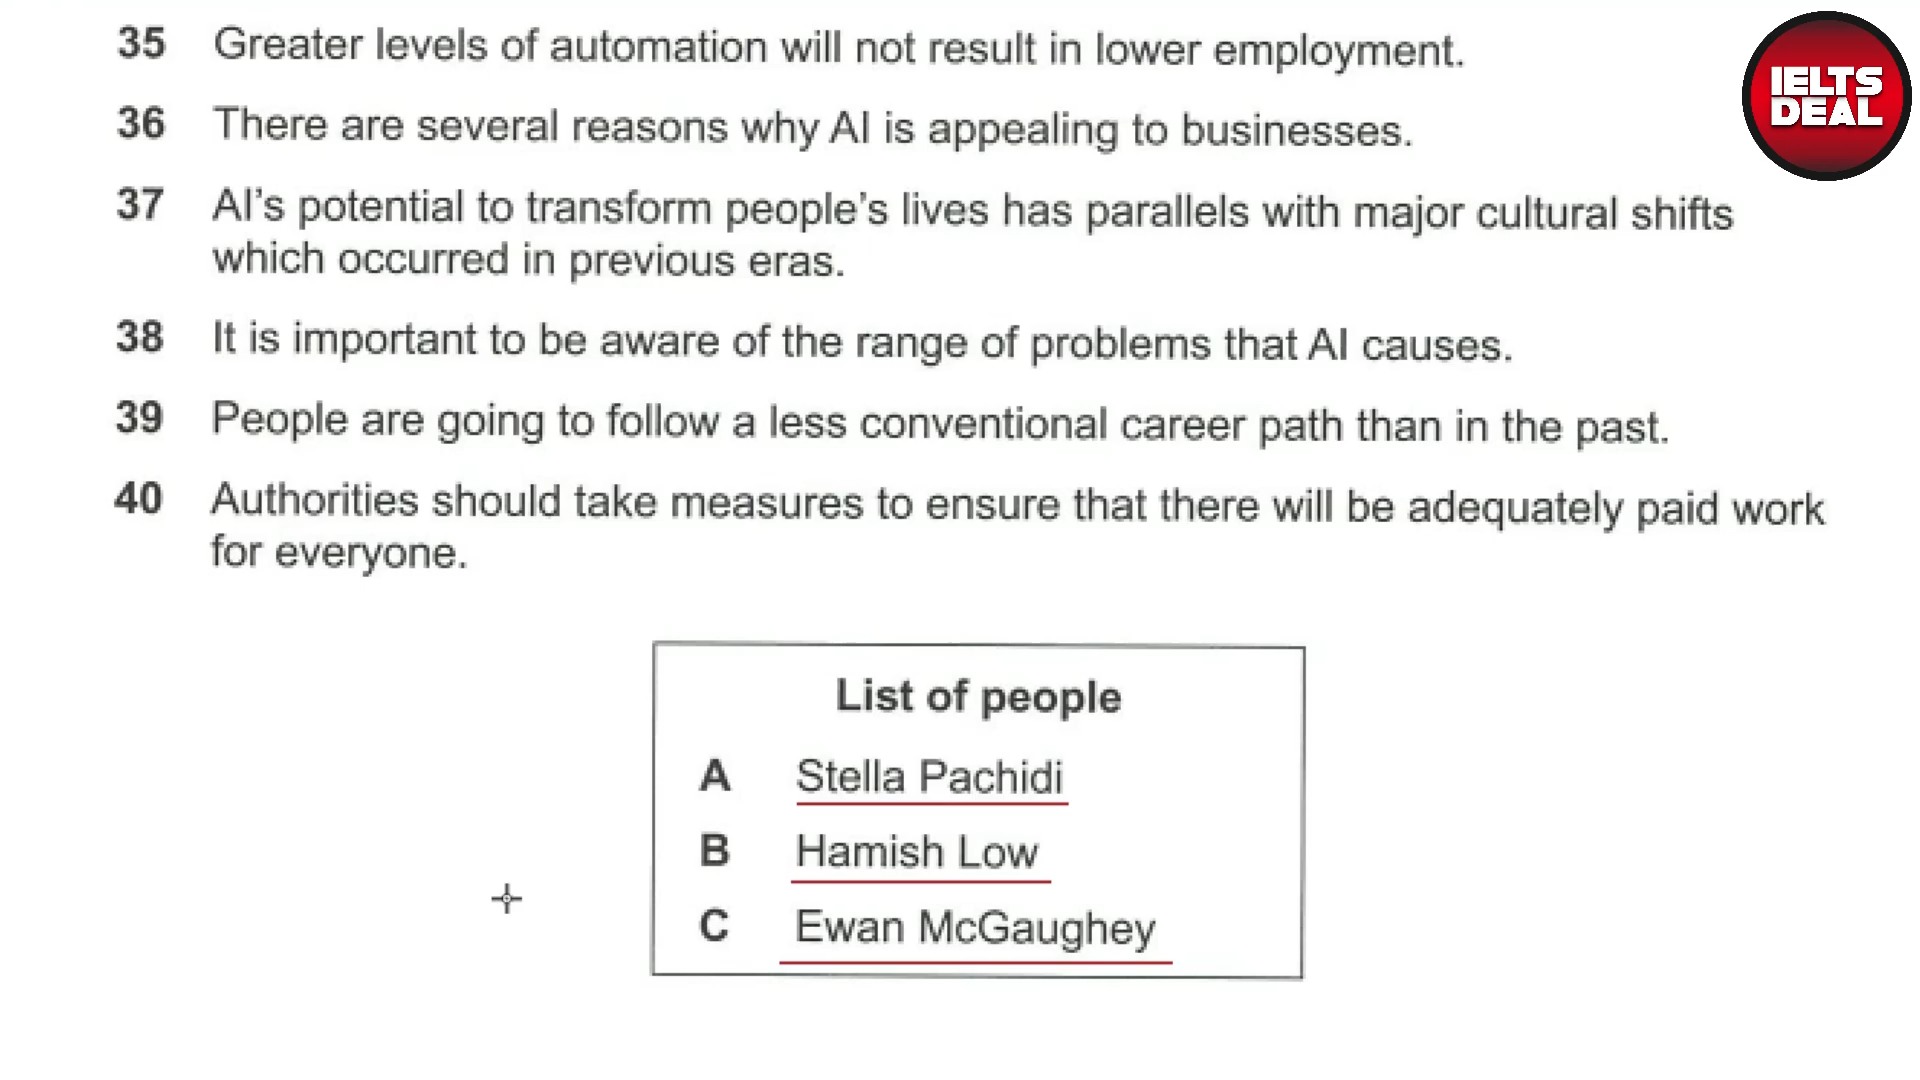 35 Greater levels of automation will not result in lower employment.
36 There are several reasons why AI is appealing to businesses.
37 AI's potential to transform people's lives has parallels with major cultural shifts
which occurred in previous eras.
38 It is important to be aware of the range of problems that AI causes.
39 People are going to follow a less conventional career path than in the past.
40 Authorities should take measures to ensure that there will be adequately paid work
for everyone.
List of people
A Stella Pachidi
B Hamish Low
C Ewan McGaughey
IELTS
DEAL